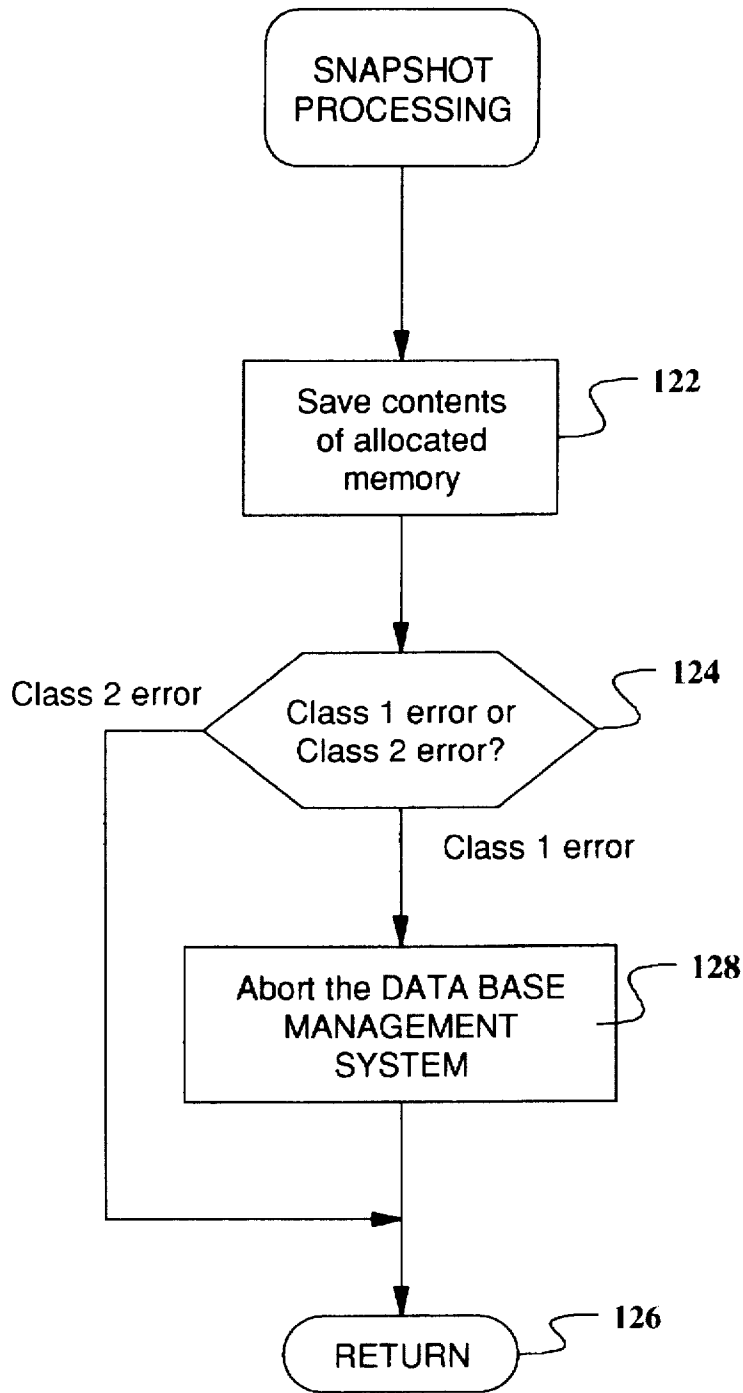 SNAPSHOT
PROCESSING
Save contents
of allocated
memory
122
Class 2 error
Class 1 error or
Class 2 error?
124
Class 1 error
Abort the DATA BASE
MANAGEMENT
SYSTEM
128
RETURN
126